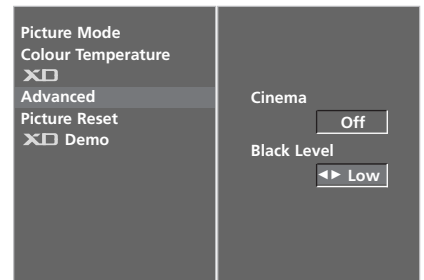 Picture Mode
Colour Temperature
XD
Advanced
Picture Reset
XD Demo
Cinema
Off
Black Level
◀▶ Low